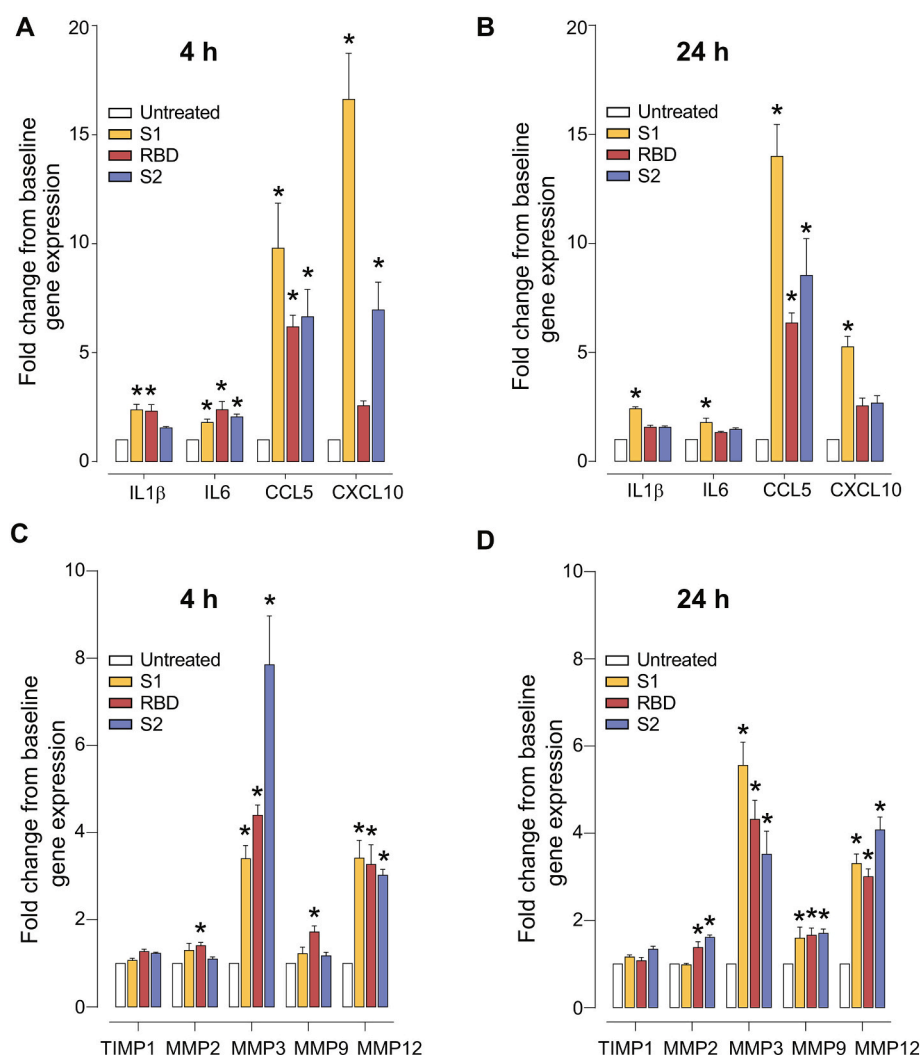 A
4 h
Fold change from baseline
gene expression
20
15
10
5
0
Untreated
S1
RBD
S2
*
*
*
*
*
*
*
*
*
*
IL1β IL6 CCL5 CXCL10
B
24 h
Fold change from baseline
gene expression
20
15
10
5
0
Untreated
S1
RBD
S2
*
*
*
*
*
*
IL1β IL6 CCL5 CXCL10
C
4 h
Fold change from baseline
gene expression
10
8
6
4
2
0
Untreated
S1
RBD
S2
*
*
*
*
*
*
*
*
TIMP1 MMP2 MMP3 MMP9 MMP12
D
24 h
Fold change from baseline
gene expression
10
8
6
4
2
0
Untreated
S1
RBD
S2
*
*
*
*
*
*
*
*
*
*
*
TIMP1 MMP2 MMP3 MMP9 MMP12